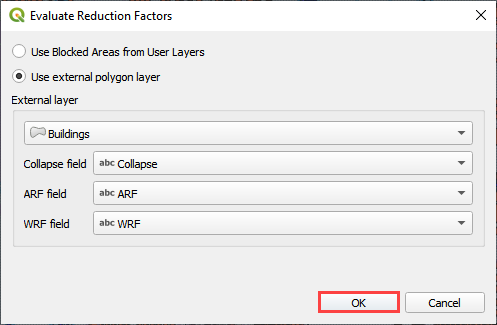 Evaluate Reduction Factors
Use Blocked Areas from User Layers
Use external polygon layer
External layer
Buildings
Collapse field abc Collapse
ARF field abc ARF
WRF field abc WRF
OK Cancel